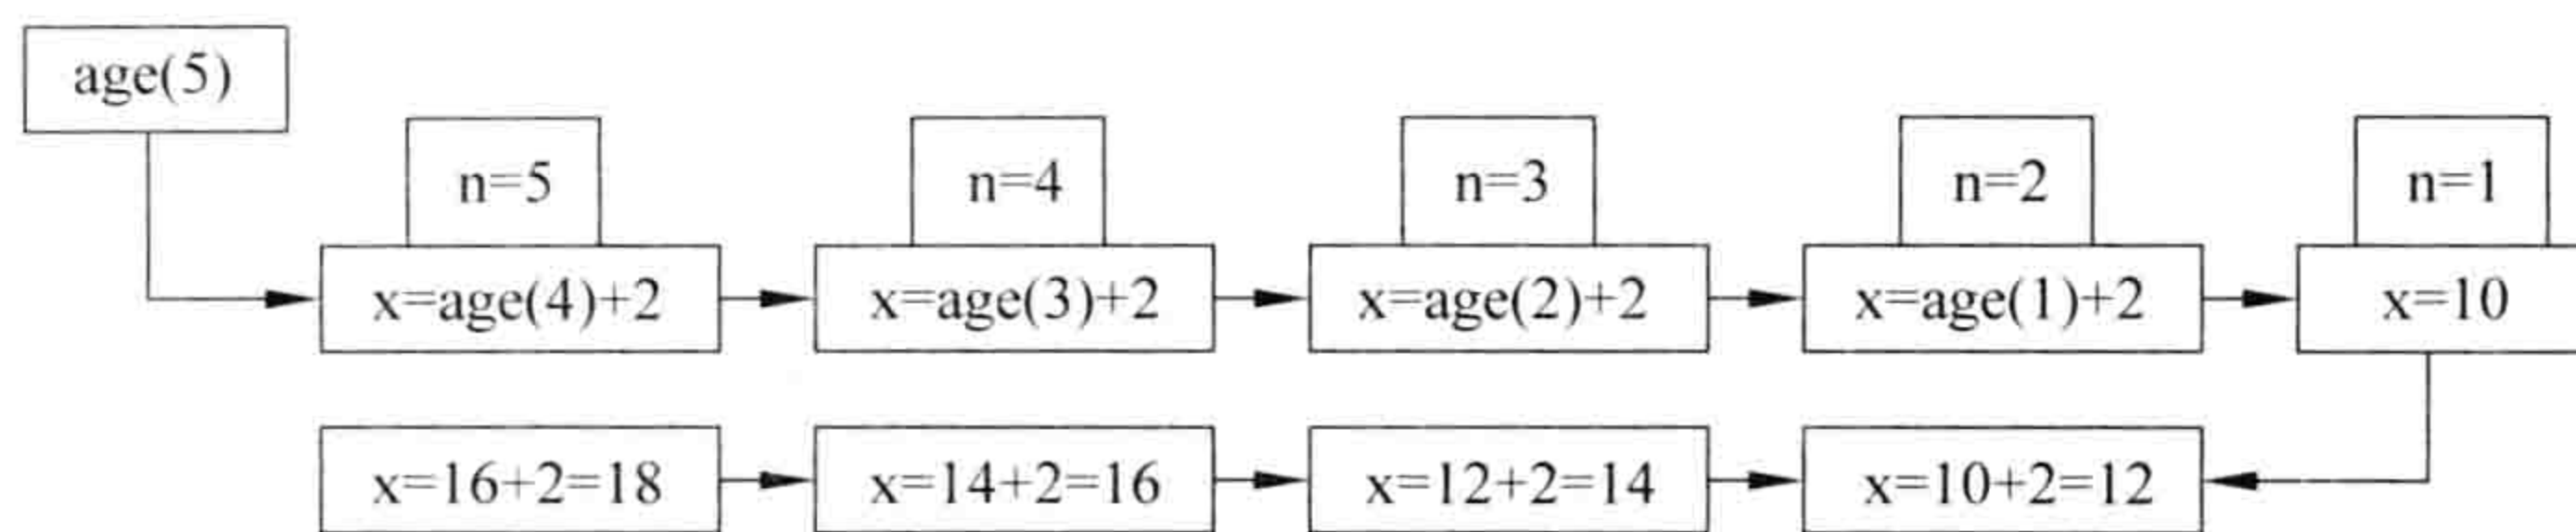 age(5)
n=5
n=4
n=3
n=2
n=1
x=age(4)+2
x=age(3)+2
x=age(2)+2
x=age(1)+2
x=10
x=16+2=18
x=14+2=16
x=12+2=14
x=10+2=12